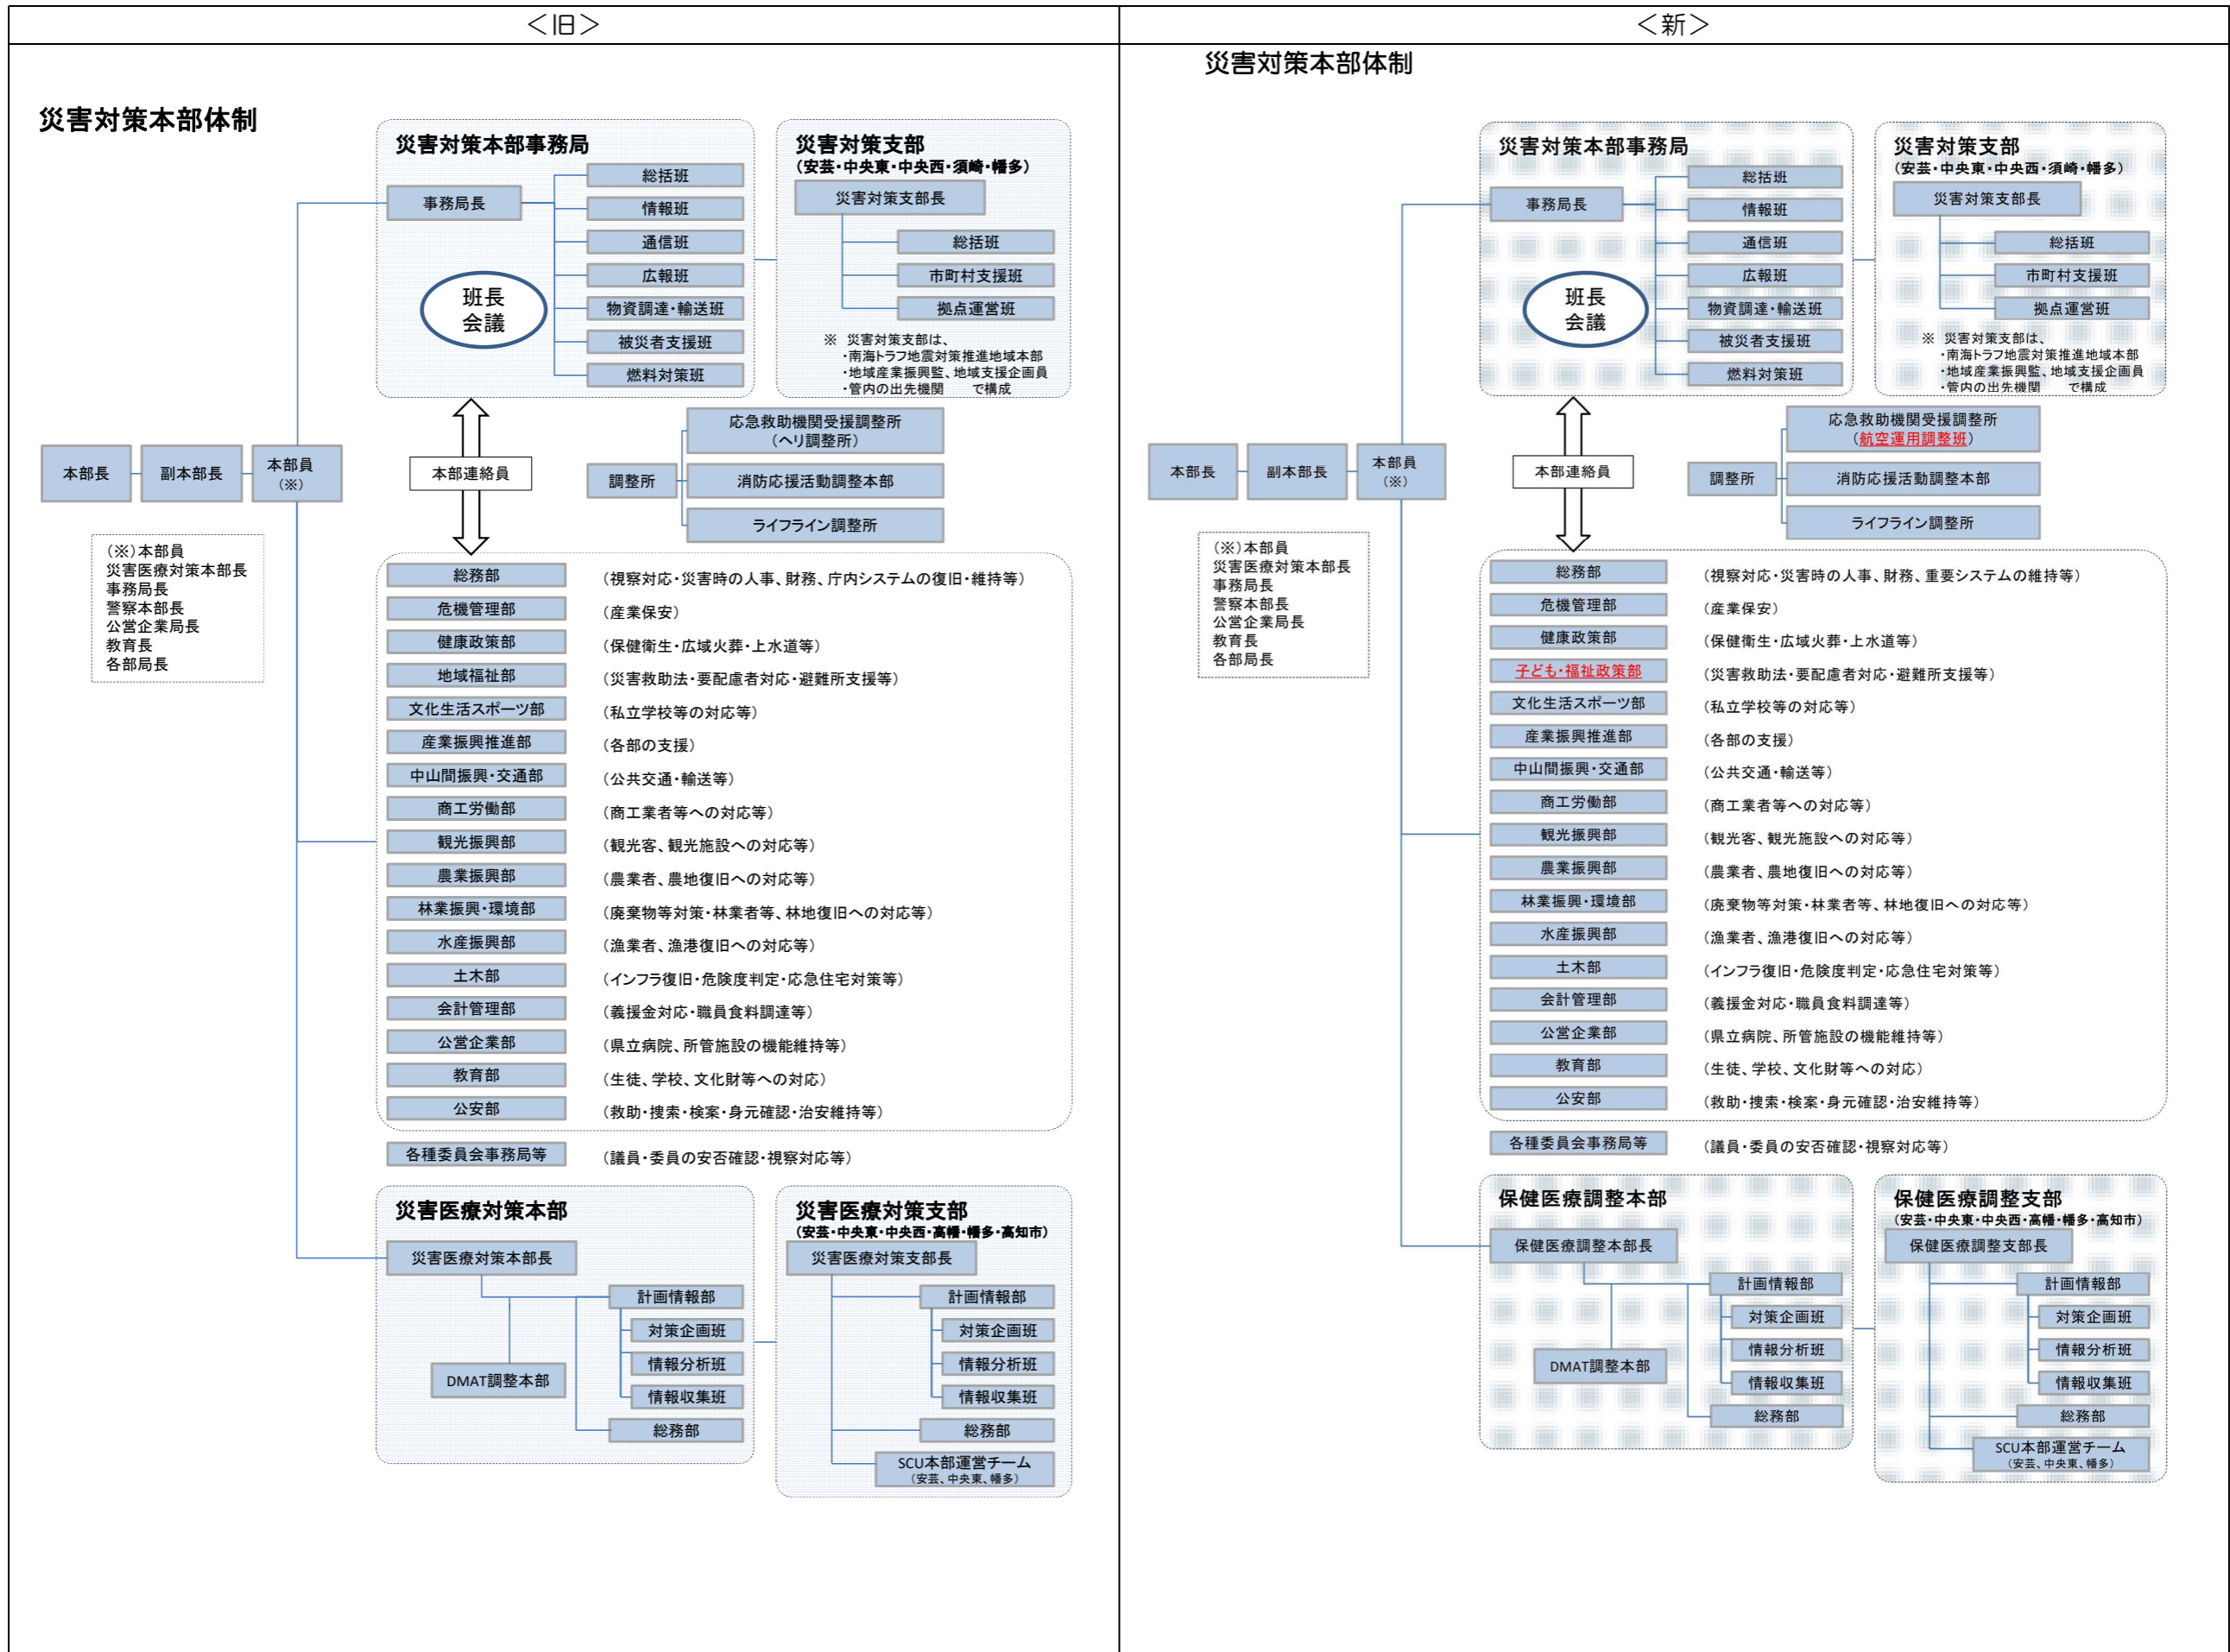 ＜旧＞
災害対策本部体制
災害対策本部事務局
事務局長
総括班
情報班
通信班
広報班
物資調達・輸送班
被災者支援班
燃料対策班
班長
会議
災害対策支部
（安芸・中央東・中央西・須崎・幡多）
災害対策支部長
総括班
市町村支援班
拠点運営班
※ 災害対策支部は、
・南海トラフ地震対策推進地域本部
・地域産業振興監、地域支援企画員
・管内の出先機関　で構成
本部長
副本部長
本部員
（※）
本部連絡員
調整所
応急救助機関受援調整所
（ヘリ調整所）
消防応援活動調整本部
ライフライン調整所
（※）本部員
災害医療対策本部長
事務局長
警察本部長
公営企業局長
教育長
各部局長
総務部 （視察対応・災害時の人事、財務、庁内システムの復旧・維持等）
危機管理部 （産業保安）
健康政策部 （保健衛生・広域火葬・上水道等）
地域福祉部 （災害救助法・要配慮者対応・避難所支援等）
文化生活スポーツ部 （私立学校等の対応等）
産業振興推進部 （各部の支援）
中山間振興・交通部 （公共交通・輸送等）
商工労働部 （商工業者等への対応等）
観光振興部 （観光客、観光施設への対応等）
農業振興部 （農業者、農地復旧への対応等）
林業振興・環境部 （廃棄物等対策・林業者等、林地復旧への対応等）
水産振興部 （漁業者、漁港復旧への対応等）
土木部 （インフラ復旧・危険度判定・応急住宅対策等）
会計管理部 （義援金対応・職員食料調達等）
公営企業部 （県立病院、所管施設の機能維持等）
教育部 （生徒、学校、文化財等への対応）
公安部 （救助・捜索・検案・身元確認・治安維持等）
各種委員会事務局等 （議員・委員の安否確認・視察対応等）
災害医療対策本部
災害医療対策本部長
計画情報部
対策企画班
情報分析班
情報収集班
DMAT調整本部
総務部
災害医療対策支部
（安芸・中央東・中央西・高幡・幡多・高知市）
災害医療対策支部長
計画情報部
対策企画班
情報分析班
情報収集班
総務部
SCU本部運営チーム
（安芸、中央東、幡多）
＜新＞
災害対策本部体制
災害対策本部事務局
事務局長
総括班
情報班
通信班
広報班
物資調達・輸送班
被災者支援班
燃料対策班
班長
会議
災害対策支部
（安芸・中央東・中央西・須崎・幡多）
災害対策支部長
総括班
市町村支援班
拠点運営班
※ 災害対策支部は、
・南海トラフ地震対策推進地域本部
・地域産業振興監、地域支援企画員
・管内の出先機関　で構成
本部長
副本部長
本部員
（※）
本部連絡員
調整所
応急救助機関受援調整所
（航空運用調整班）
消防応援活動調整本部
ライフライン調整所
（※）本部員
災害医療対策本部長
事務局長
警察本部長
公営企業局長
教育長
各部局長
総務部 （視察対応・災害時の人事、財務、重要システムの維持等）
危機管理部 （産業保安）
健康政策部 （保健衛生・広域火葬・上水道等）
子ども・福祉政策部 （災害救助法・要配慮者対応・避難所支援等）
文化生活スポーツ部 （私立学校等の対応等）
産業振興推進部 （各部の支援）
中山間振興・交通部 （公共交通・輸送等）
商工労働部 （商工業者等への対応等）
観光振興部 （観光客、観光施設への対応等）
農業振興部 （農業者、農地復旧への対応等）
林業振興・環境部 （廃棄物等対策・林業者等、林地復旧への対応等）
水産振興部 （漁業者、漁港復旧への対応等）
土木部 （インフラ復旧・危険度判定・応急住宅対策等）
会計管理部 （義援金対応・職員食料調達等）
公営企業部 （県立病院、所管施設の機能維持等）
教育部 （生徒、学校、文化財等への対応）
公安部 （救助・捜索・検案・身元確認・治安維持等）
各種委員会事務局等 （議員・委員の安否確認・視察対応等）
保健医療調整本部
保健医療調整本部長
計画情報部
対策企画班
情報分析班
情報収集班
DMAT調整本部
総務部
保健医療調整支部
（安芸・中央東・中央西・高幡・幡多・高知市）
保健医療調整支部長
計画情報部
対策企画班
情報分析班
情報収集班
総務部
SCU本部運営チーム
（安芸、中央東、幡多）